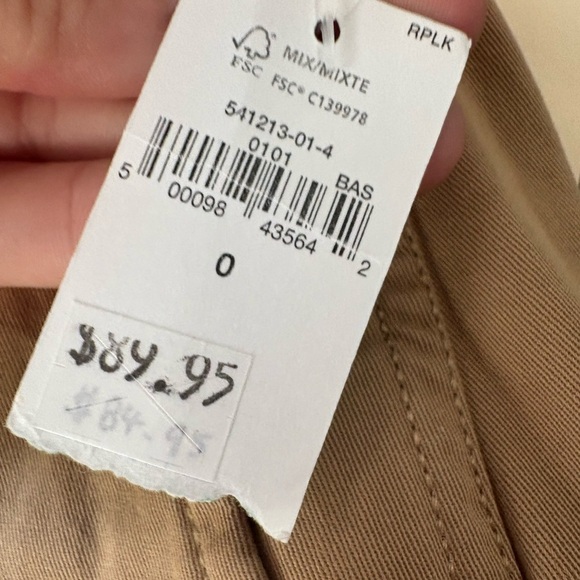 RPLK
MIX/MIXTE
FSC FSC® C139978
541213-01-4
0101
BAS
5 00098 43564 2
0
$89.95
$84.95